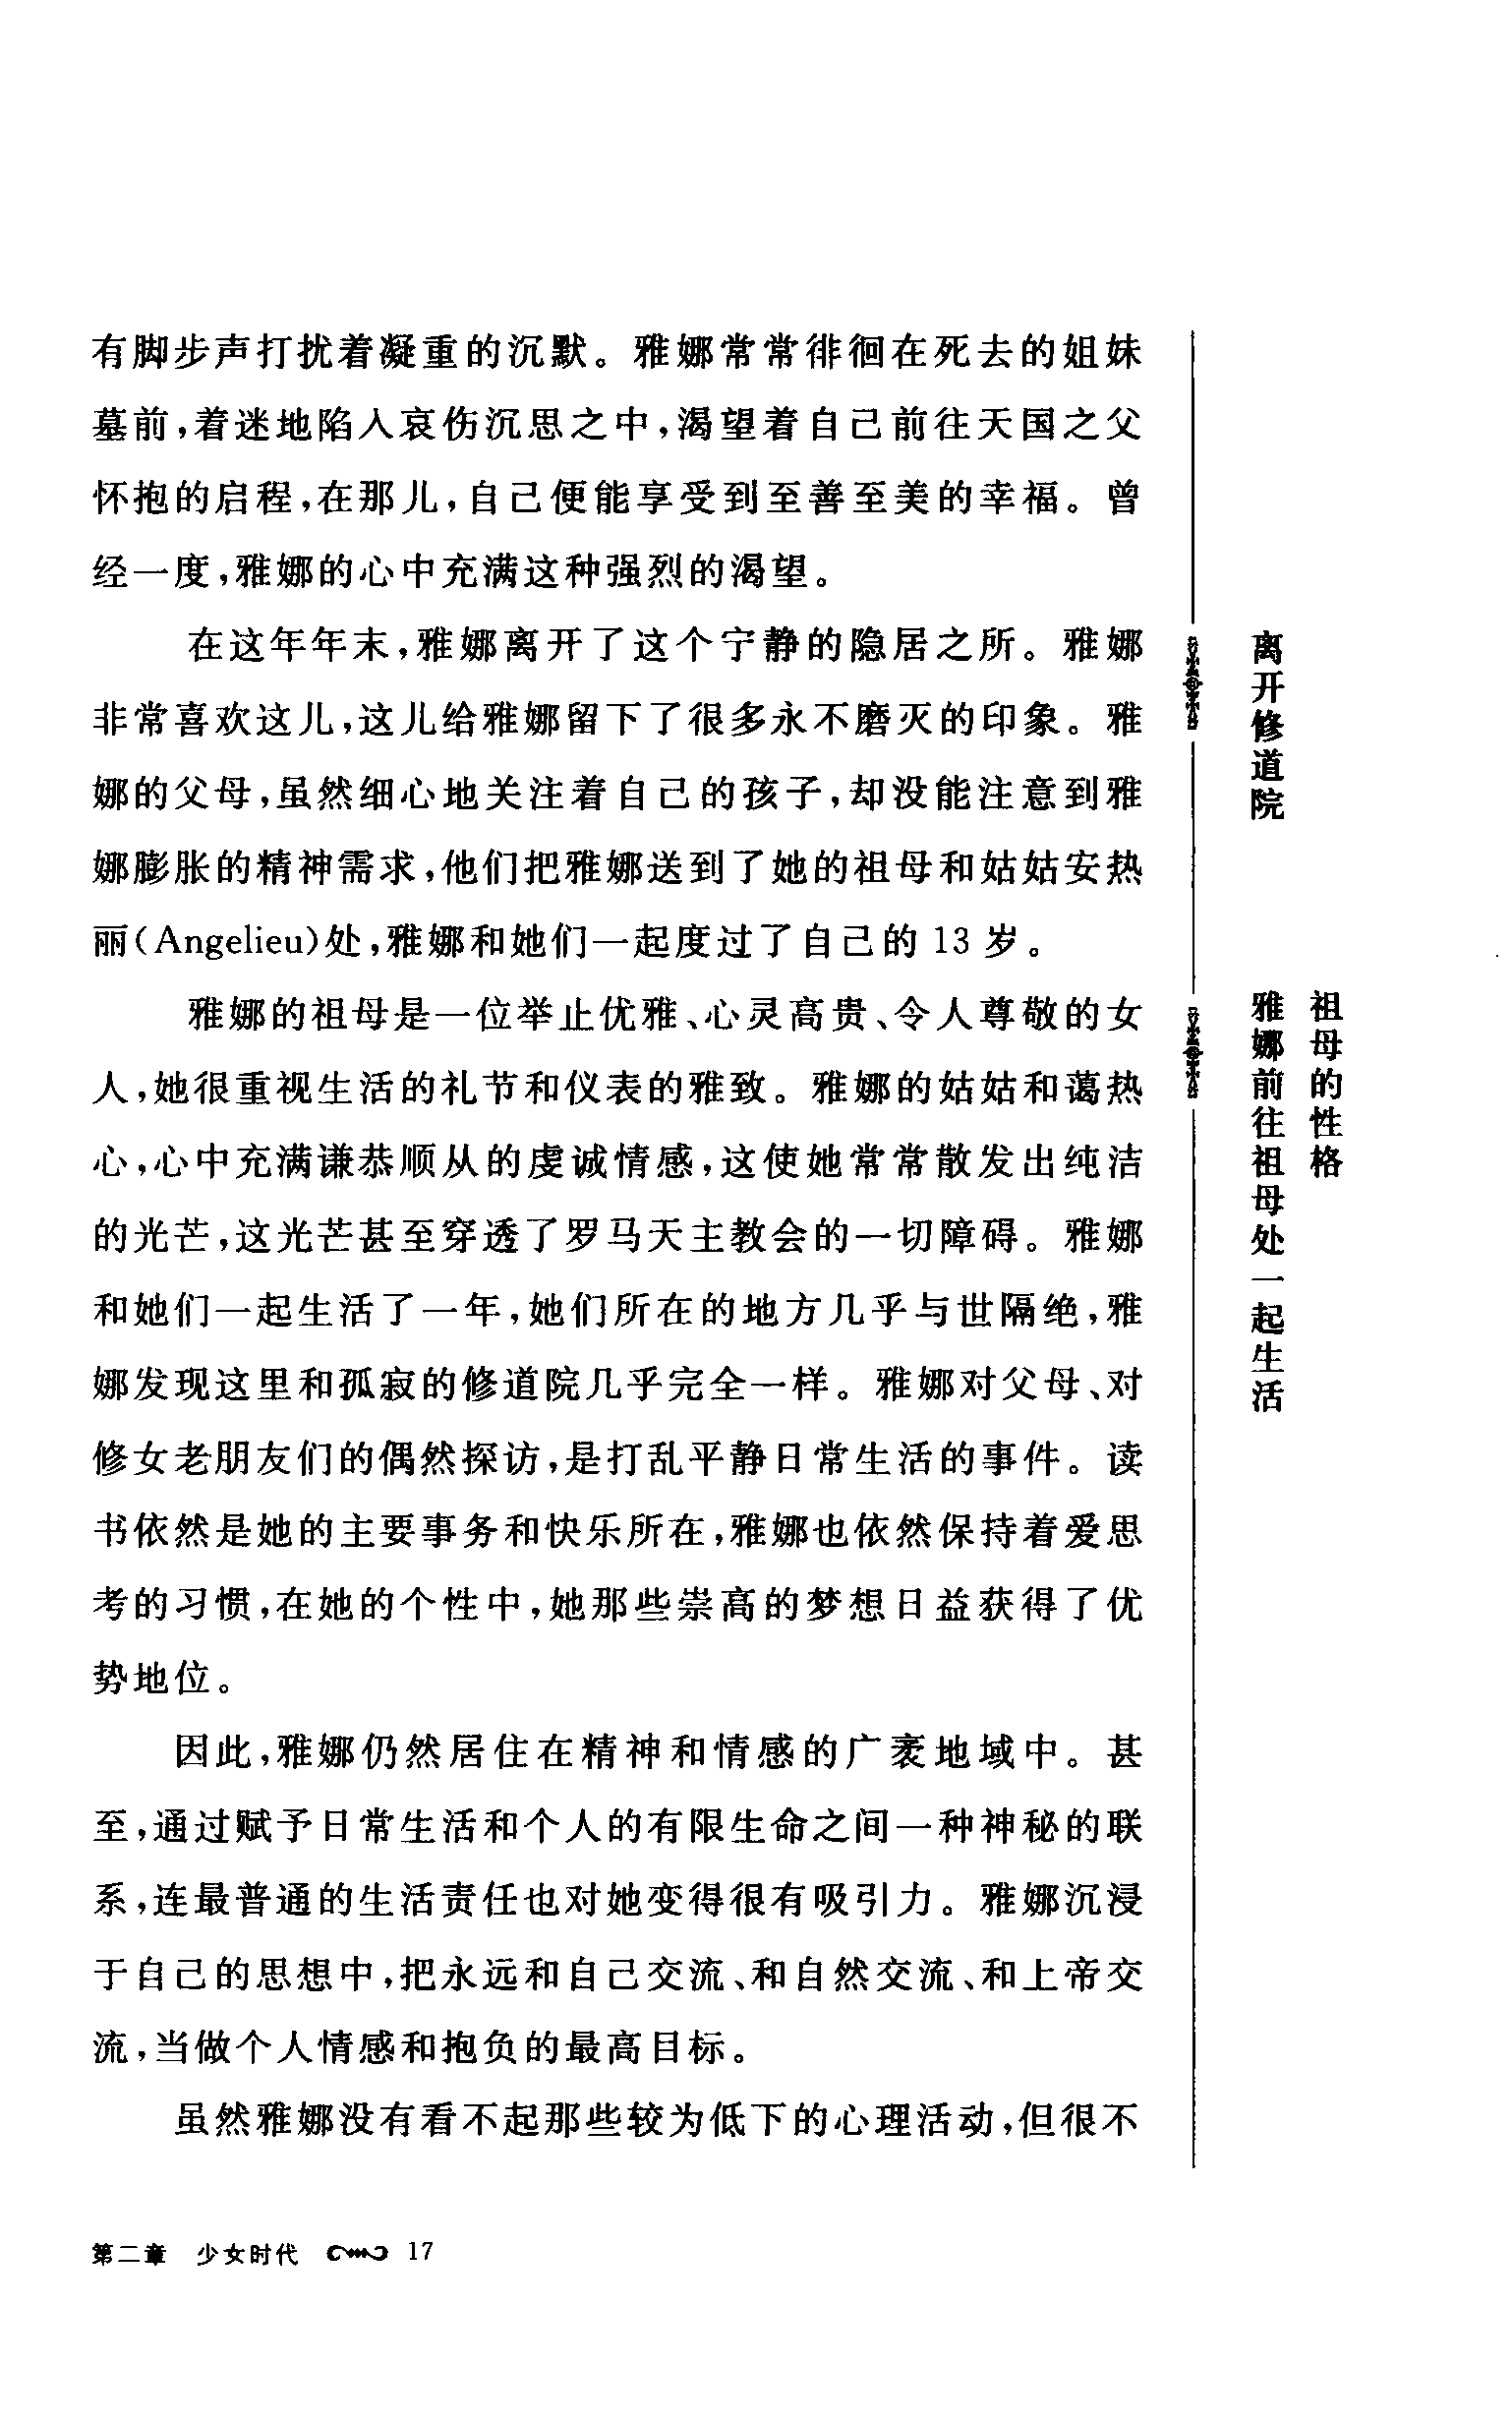 有脚步声打扰着凝重的沉默。雅娜常常徘徊在死去的姐妹
墓前,着迷地陷入哀伤沉思之中,渴望着自己前往天国之父
怀抱的启程,在那儿,自己便能享受到至善至美的幸福。曾
经一度,雅娜的心中充满这种强烈的渴望。
在这年年末,雅娜离开了这个宁静的隐居之所。雅娜
非常喜欢这儿,这儿给雅娜留下了很多永不磨灭的印象。雅
娜的父母,虽然细心地关注着自己的孩子,却没能注意到雅
娜膨胀的精神需求,他们把雅娜送到了她的祖母和姑姑安热
丽(Angelieu)处,雅娜和她们一起度过了自己的 13 岁。
雅娜的祖母是一位举止优雅、心灵高贵、令人尊敬的女
人,她很重视生活的礼节和仪表的雅致。雅娜的姑姑和蔼热
心,心中充满谦恭顺从的虔诚情感,这使她常常散发出纯洁
的光芒,这光芒甚至穿透了罗马天主教会的一切障碍。雅娜
和她们一起生活了一年,她们所在的地方几乎与世隔绝,雅
娜发现这里和孤寂的修道院几乎完全一样。雅娜对父母、对
修女老朋友们的偶然探访,是打乱平静日常生活的事件。读
书依然是她的主要事务和快乐所在,雅娜也依然保持着爱思
考的习惯,在她的个性中,她那些崇高的梦想日益获得了优
势地位。
因此,雅娜仍然居住在精神和情感的广袤地域中。甚
至,通过赋予日常生活和个人的有限生命之间一种神秘的联
系,连最普通的生活责任也对她变得很有吸引力。雅娜沉浸
于自己的思想中,把永远和自己交流、和自然交流、和上帝交
流,当做个人情感和抱负的最高目标。
虽然雅娜没有看不起那些较为低下的心理活动,但很不
离开修道院
祖母的性格
雅娜前往祖母处一起生活
第二章 少女时代 17